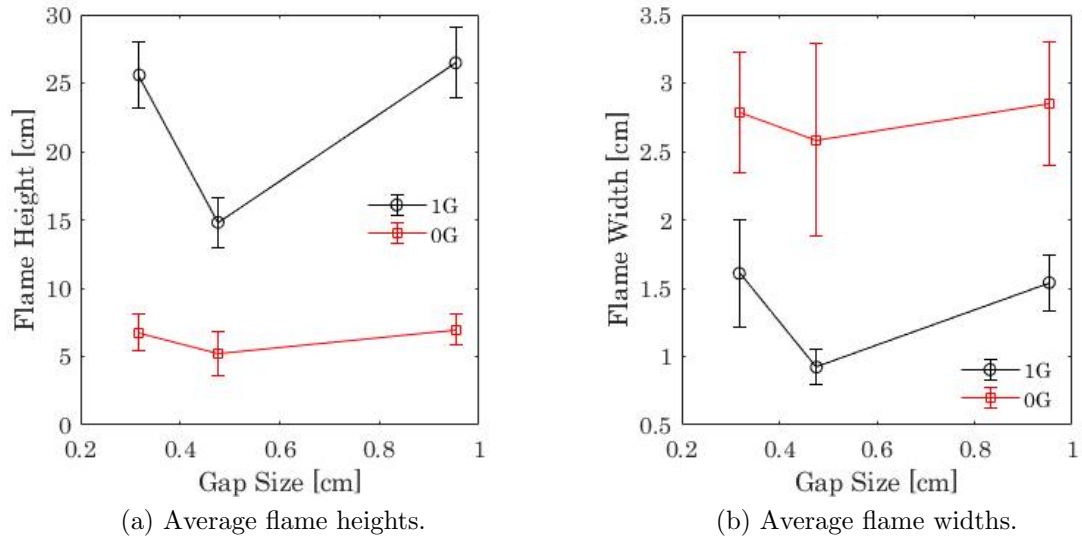 30
25
20
15
10
5
0
Flame Height [cm]
1G
0G
0.2 0.4 0.6 0.8 1
Gap Size [cm]
(a) Average flame heights.
3.5
3
2.5
2
1.5
1
0.5
Flame Width [cm]
1G
0G
0.2 0.4 0.6 0.8 1
Gap Size [cm]
(b) Average flame widths.